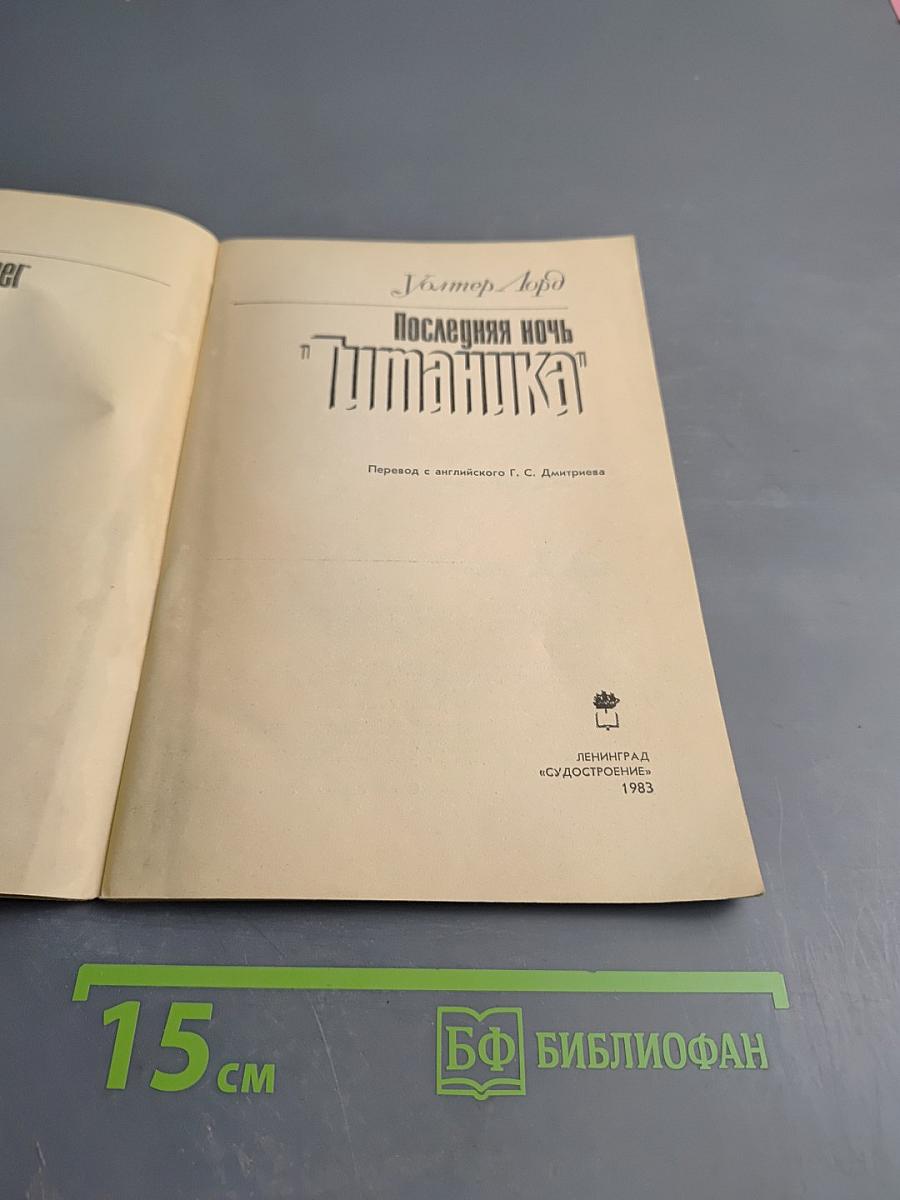 Уолтер Лорд
Последняя ночь
"Титаника"
Перевод с английского Г. С. Дмитриева
ЛЕНИНГРАД
«СУДОСТРОЕНИЕ»
1983
15 см
БФ БИБЛИОФАН